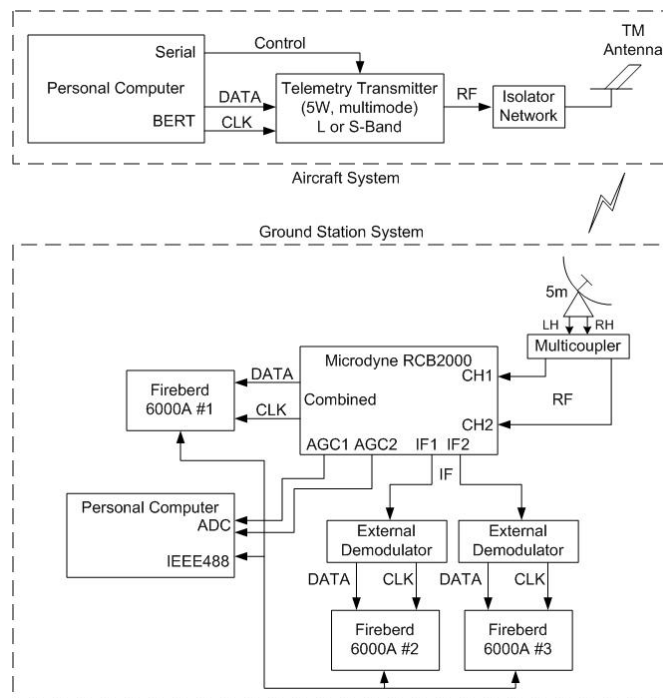 TM
Antenna
Serial
Control
Personal Computer
DATA
BERT
CLK
Telemetry Transmitter
(5W, multimode)
L or S-Band
RF
Isolator
Network
Aircraft System
Ground Station System
5m
LH
RH
Multicoupler
Microdyne RCB2000
CH1
RF
Combined
CH2
AGC1
AGC2
IF1
IF2
DATA
CLK
Fireberd
6000A #1
IF
Personal Computer
ADC
IEEE488
External
Demodulator
External
Demodulator
DATA
CLK
DATA
CLK
Fireberd
6000A #2
Fireberd
6000A #3